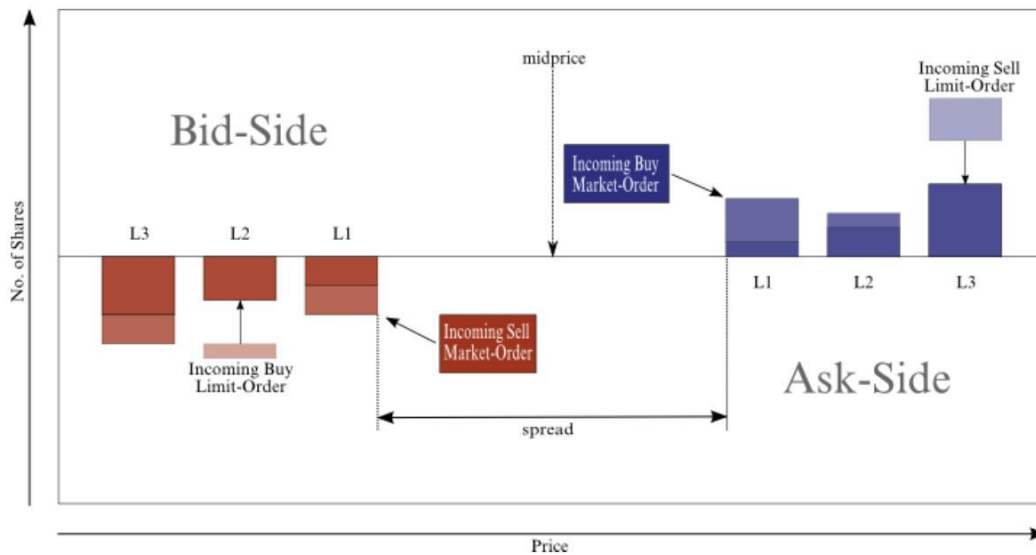 midprice
Incoming Sell
Limit-Order
Bid-Side
Incoming Buy
Market-Order
L3
L2
L1
No. of Shares
L1
L2
L3
Incoming Sell
Market-Order
Incoming Buy
Limit-Order
Ask-Side
spread
Price